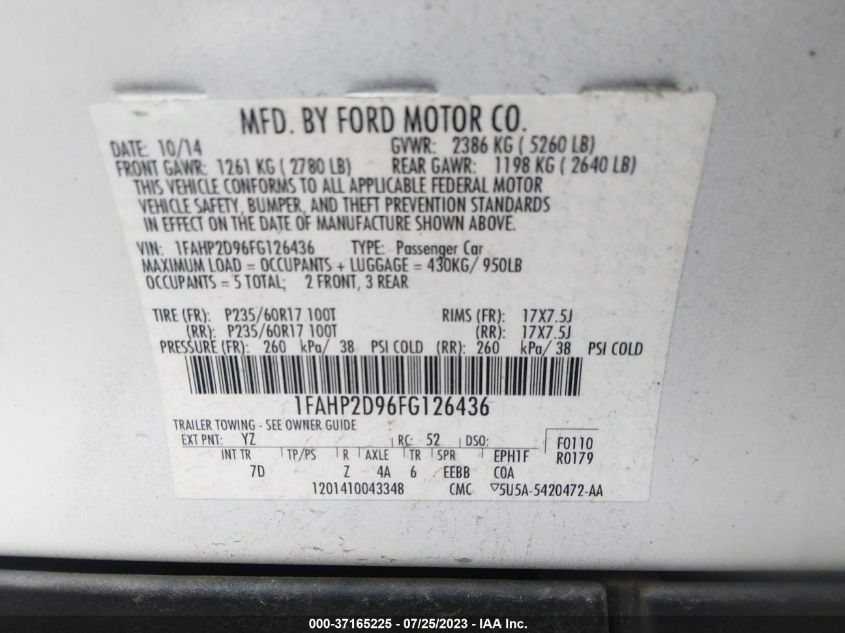 MFD. BY FORD MOTOR CO.
DATE: 10/14 GVWR: 2386 KG ( 5260 LB)
FRONT GAWR: 1261 KG ( 2780 LB) REAR GAWR: 1198 KG ( 2640 LB)
THIS VEHICLE CONFORMS TO ALL APPLICABLE FEDERAL MOTOR
VEHICLE SAFETY, BUMPER, AND THEFT PREVENTION STANDARDS
IN EFFECT ON THE DATE OF MANUFACTURE SHOWN ABOVE.
VIN: 1FAHP2D96FG126436 TYPE: Passenger Car
MAXIMUM LOAD = OCCUPANTS + LUGGAGE = 430KG/ 950LB
OCCUPANTS = 5 TOTAL; 2 FRONT, 3 REAR
TIRE (FR): P235/60R17 100T RIMS (FR): 17X7.5J
(RR): P235/60R17 100T (RR): 17X7.5J
PRESSURE (FR): 260 kPa/ 38 PSI COLD (RR): 260 kPa/ 38 PSI COLD
1FAHP2D96FG126436
TRAILER TOWING - SEE OWNER GUIDE
EXT PNT: YZ RC: 52 DSO: F0110
INT TR TP/PS R AXLE TR SPR EPH1F R0179
7D Z 4A 6 EEBB C0A
1201410043348 CMC ▽5U5A-5420472-AA
000-37165225 - 07/25/2023 - IAA Inc.